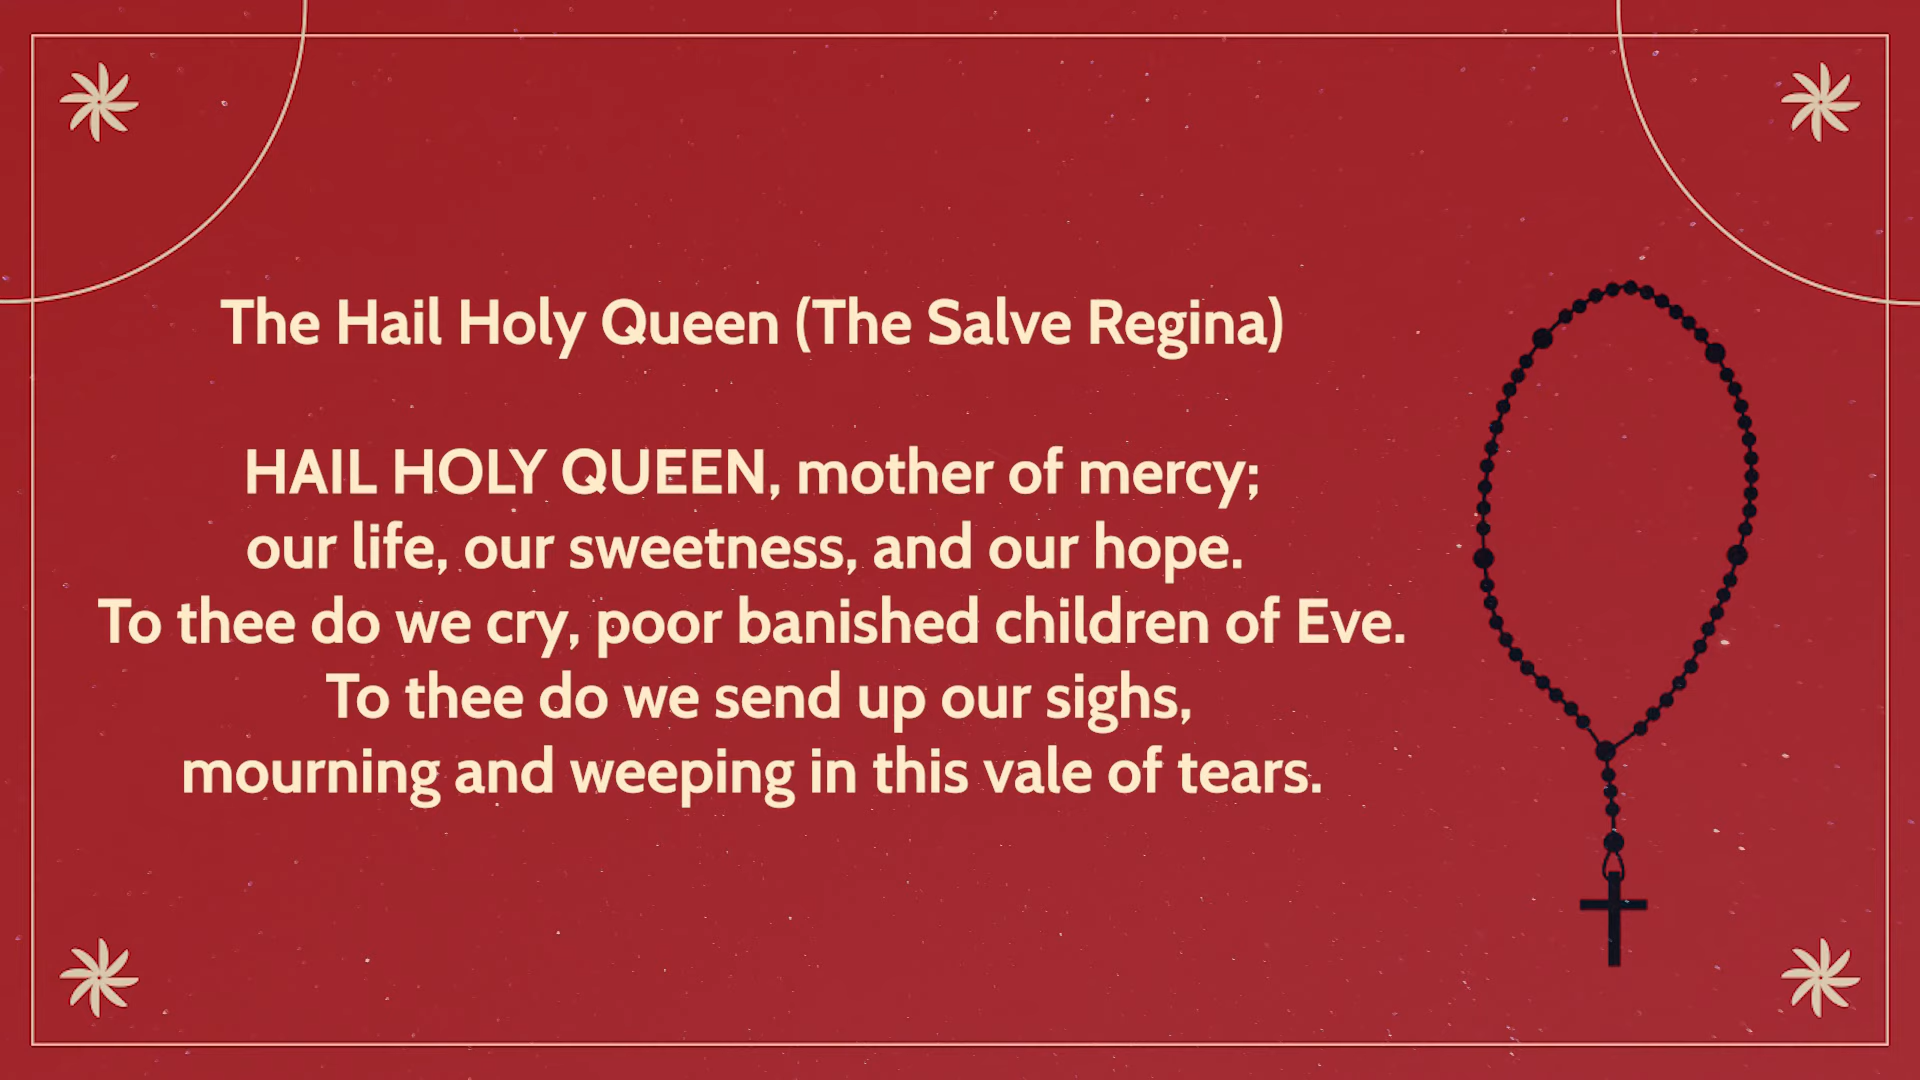 The Hail Holy Queen (The Salve Regina)
HAIL HOLY QUEEN, mother of mercy;
our life, our sweetness, and our hope.
To thee do we cry, poor banished children of Eve.
To thee do we send up our sighs,
mourning and weeping in this vale of tears.